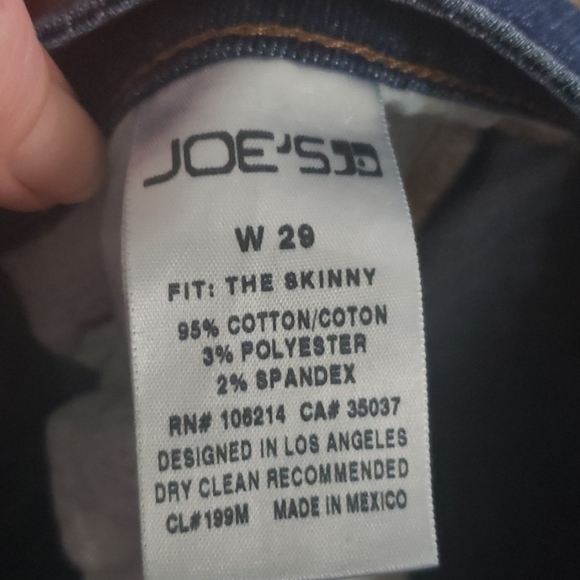 JOE'S
W 29
FIT: THE SKINNY
95% COTTON/COTON
3% POLYESTER
2% SPANDEX
RN# 106214 CA# 35037
DESIGNED IN LOS ANGELES
DRY CLEAN RECOMMENDED
CL#199M MADE IN MEXICO